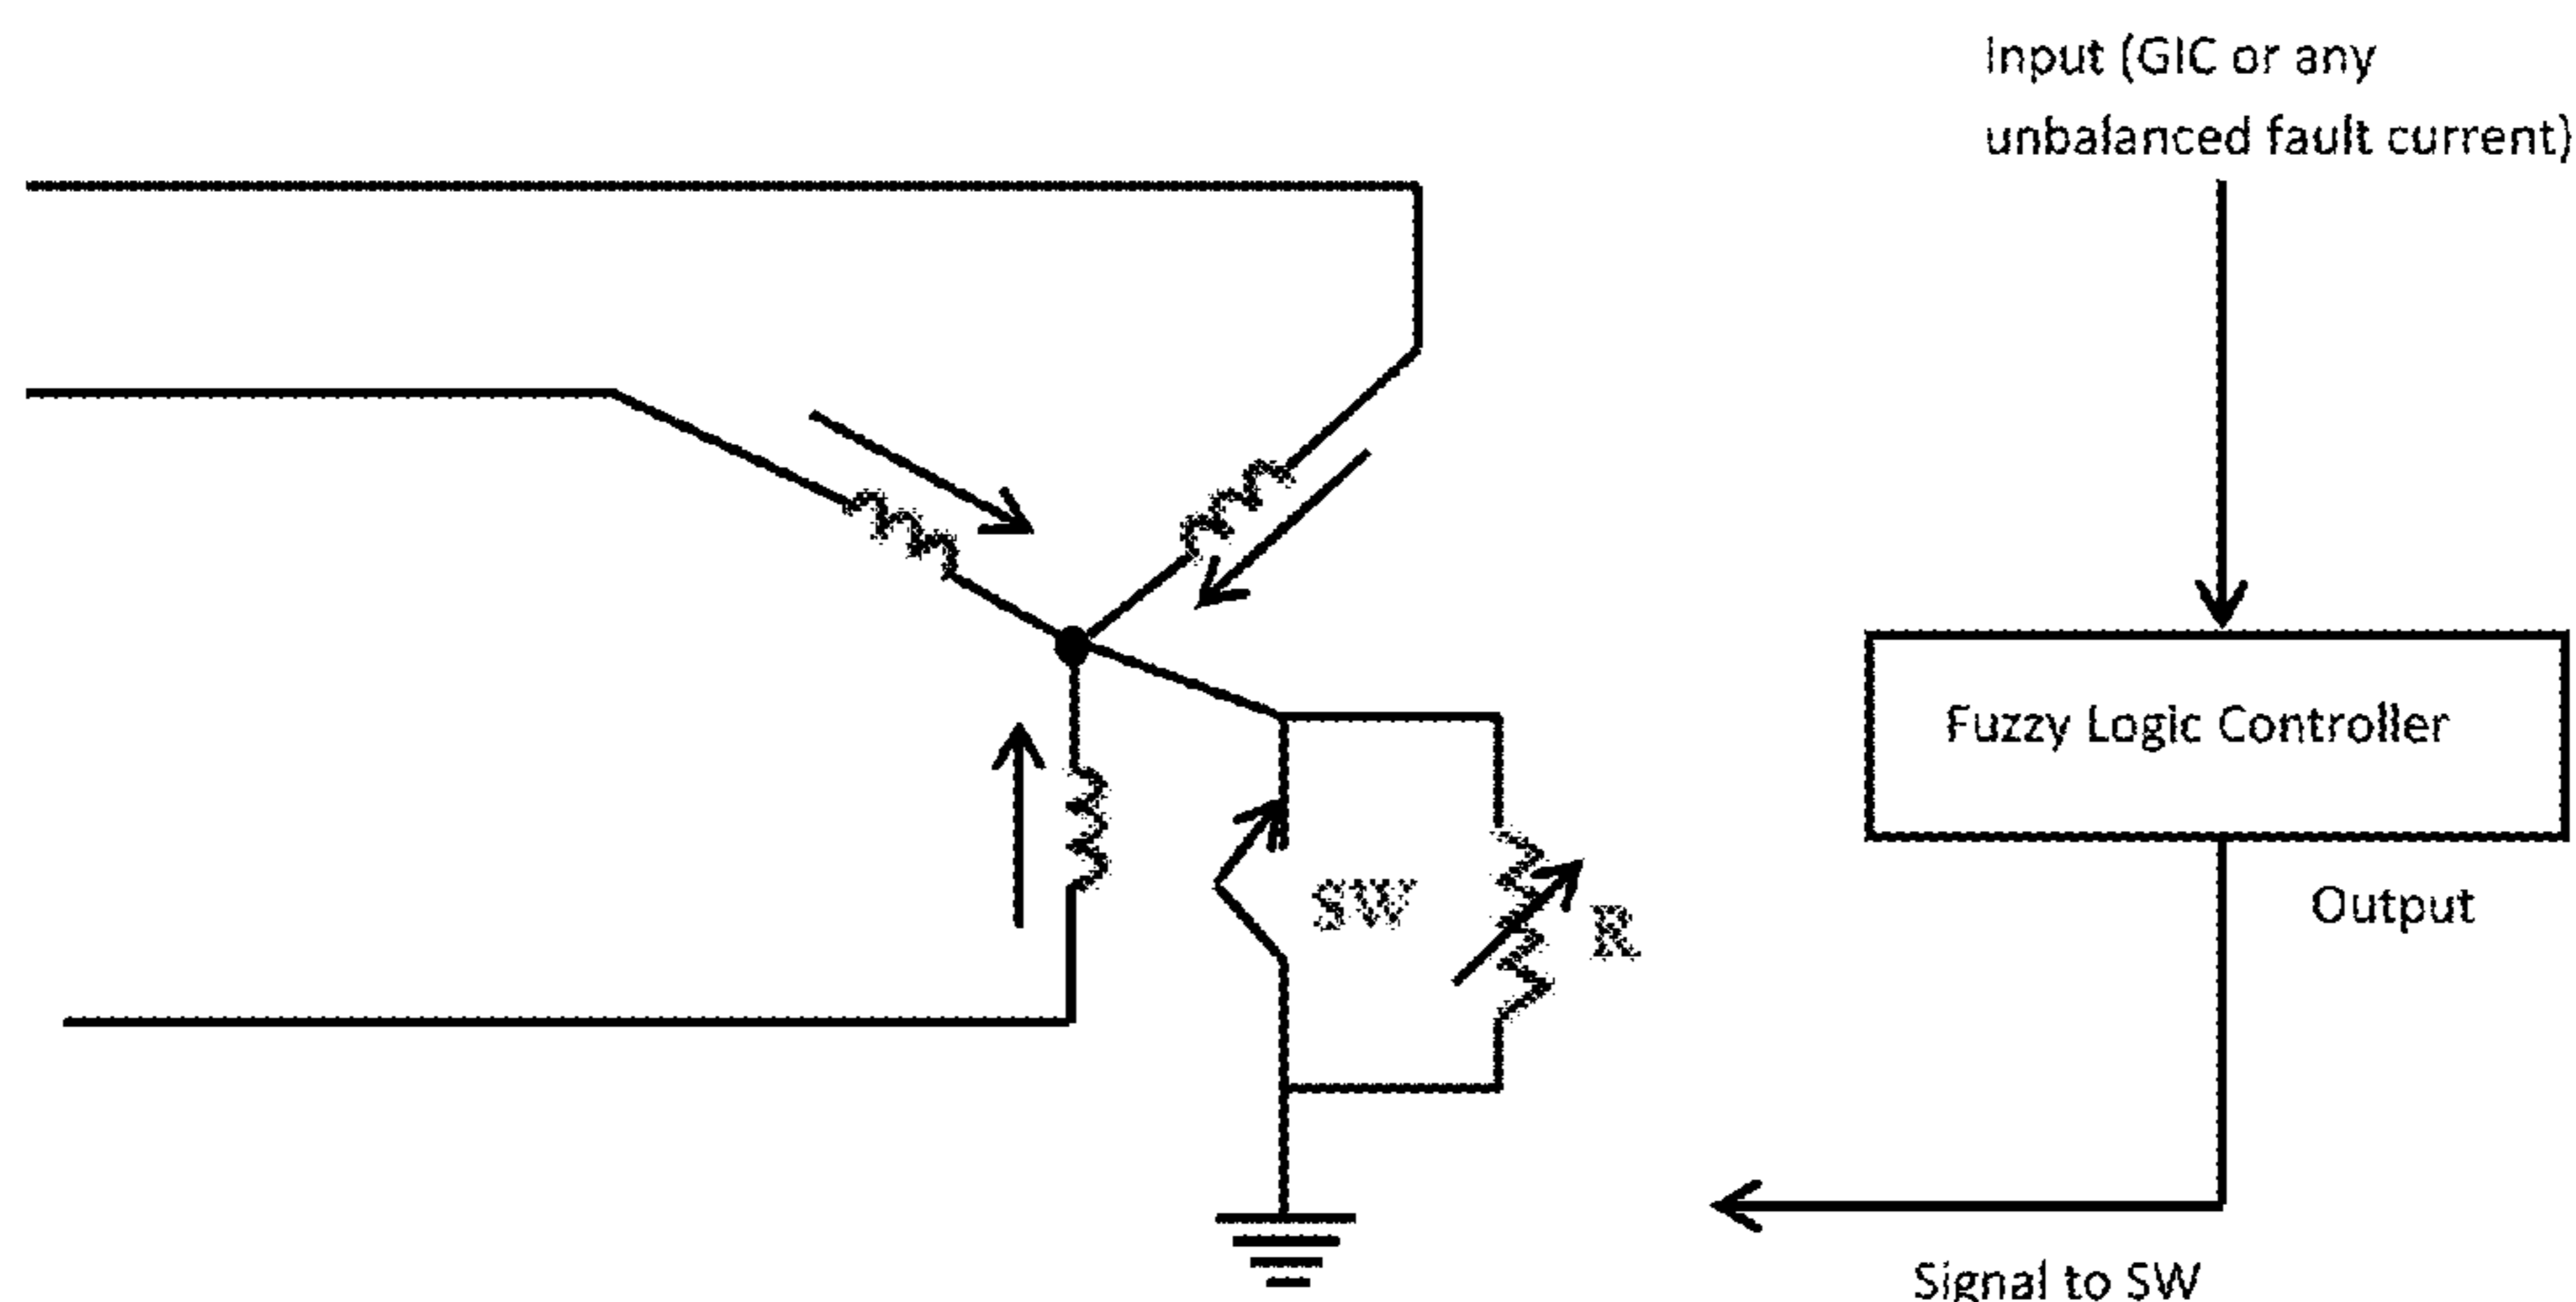 Input (GIC or any
unbalanced fault current)
Fuzzy Logic Controller
SW
R
Output
Signal to SW